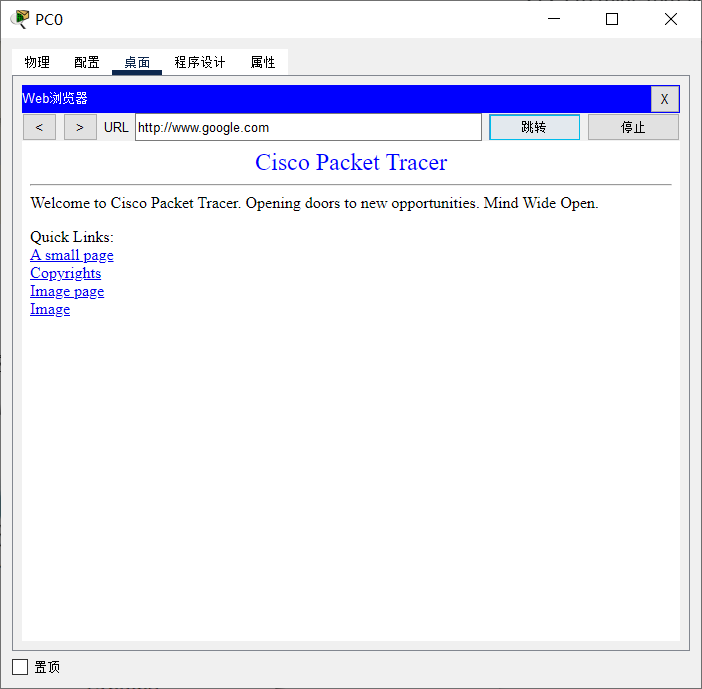 PC0
物理 配置 桌面 程序设计 属性
Web浏览器 X
< > URL http://www.google.com 跳转 停止
Cisco Packet Tracer
Welcome to Cisco Packet Tracer. Opening doors to new opportunities. Mind Wide Open.
Quick Links:
A small page
Copyrights
Image page
Image
置顶